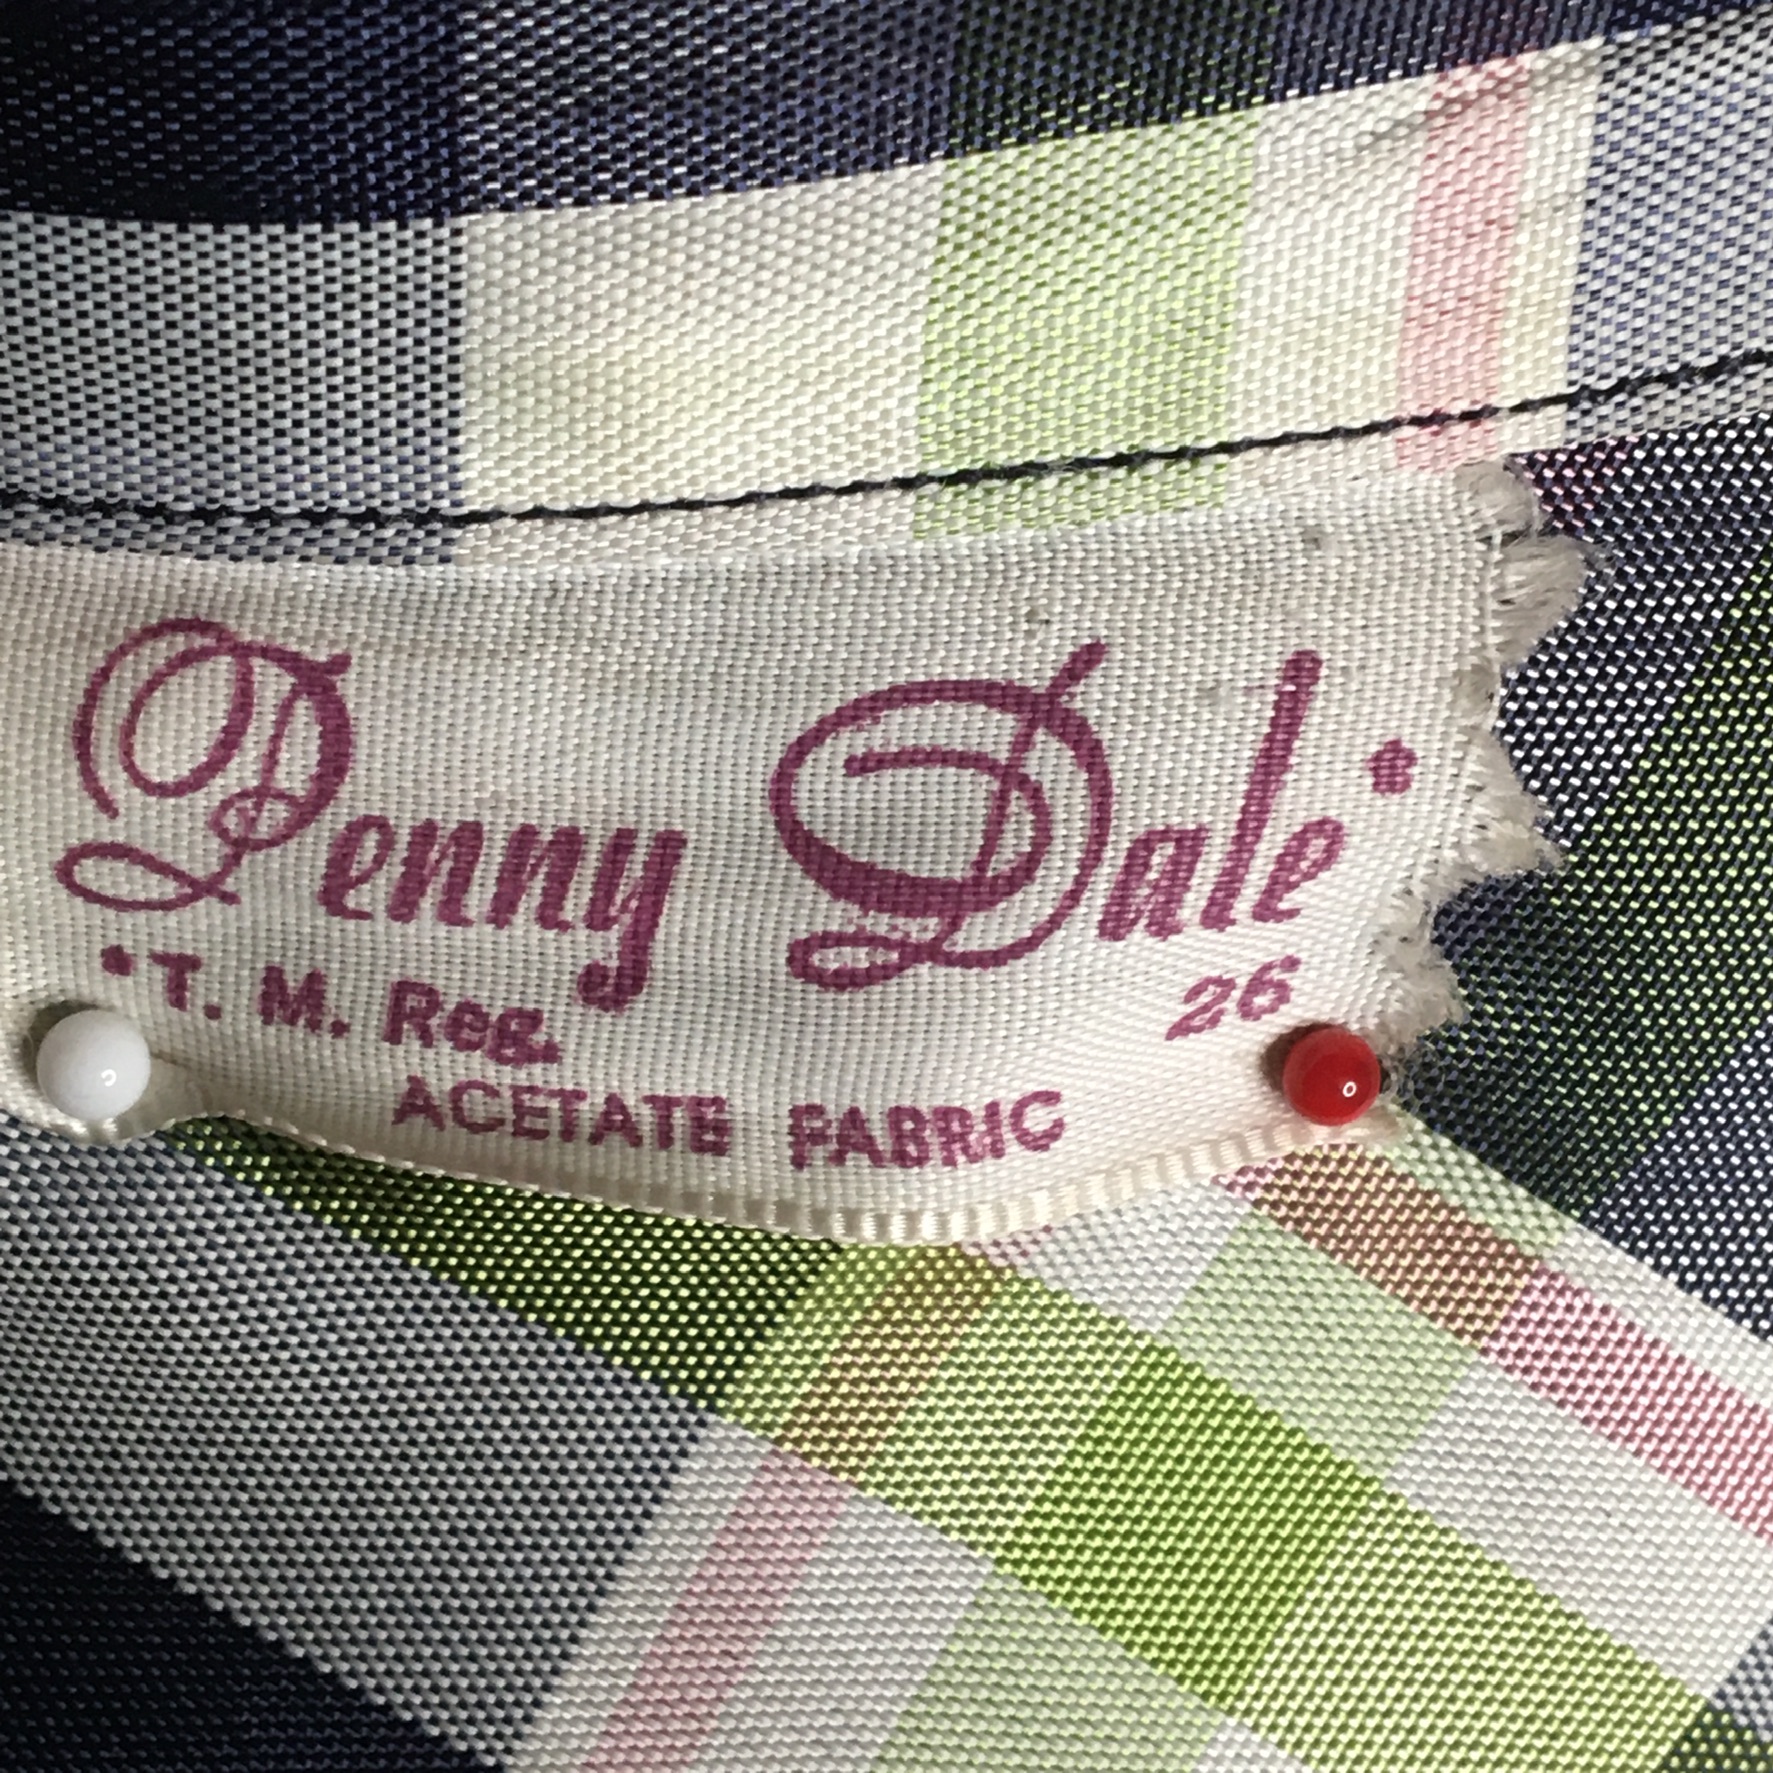 Penny Dale*
*T. M. Reg.
26
ACETATE FABRIC